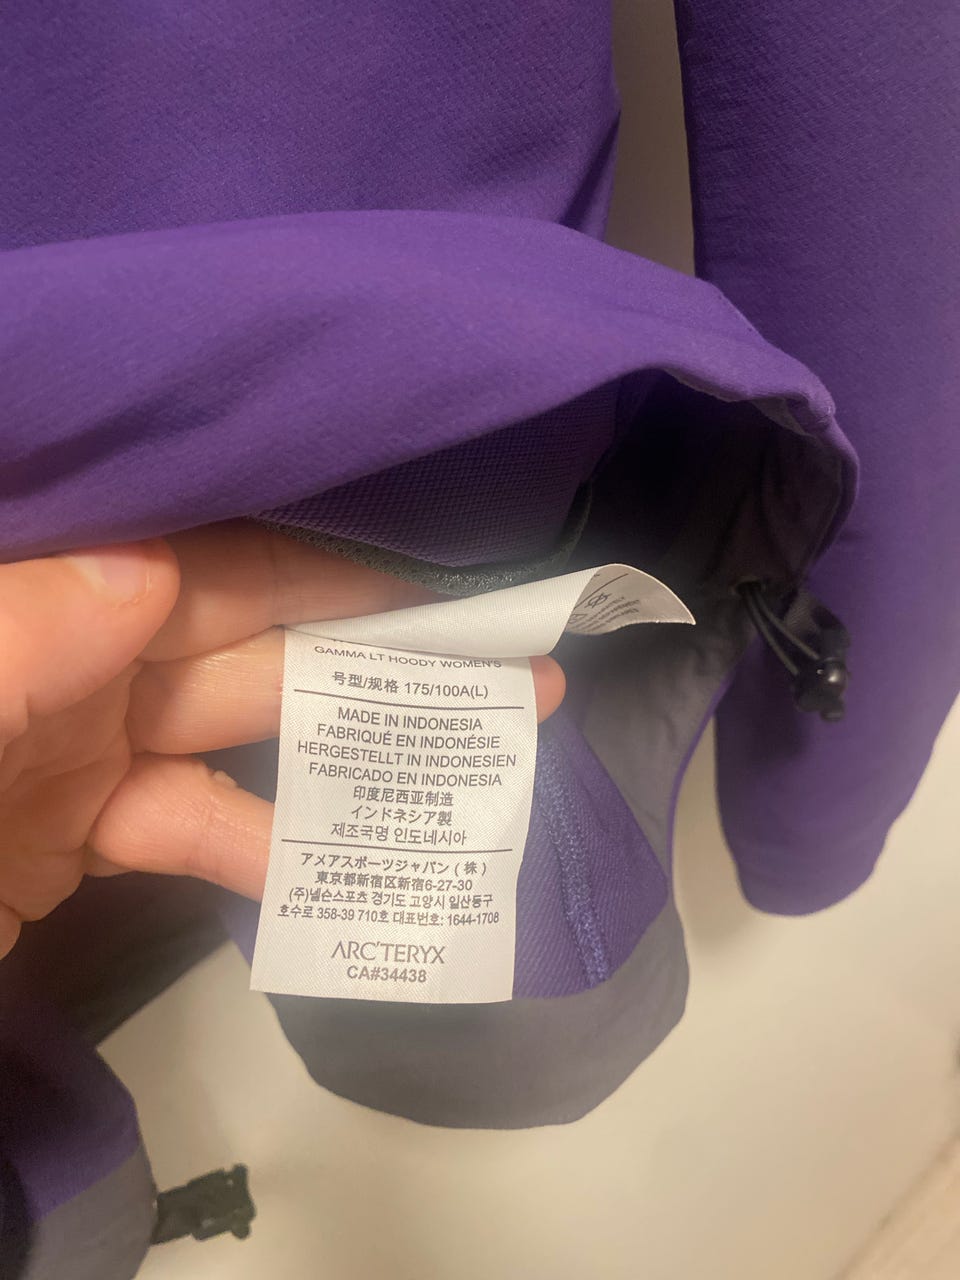 GAMMA LT HOODY WOMEN'S
号型/规格 175/100A(L)
MADE IN INDONESIA
FABRIQUÉ EN INDONÉSIE
HERGESTELLT IN INDONESIEN
FABRICADO EN INDONESIA
印度尼西亚制造
インドネシア製
제조국명 인도네시아
アメアスポーツジャパン(株)
東京都新宿区新宿6-27-30
(주)넬슨스포츠 경기도 고양시 일산동구
호수로 358-39 710호 대표번호: 1644-1708
ARC'TERYX
CA#34438